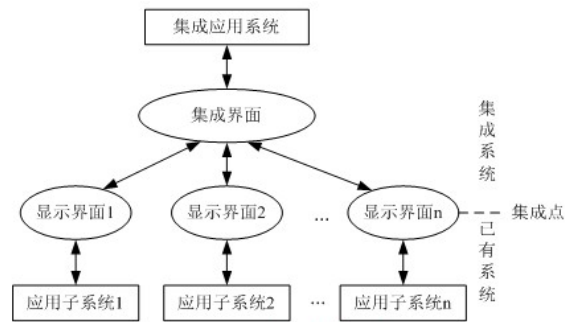 集成应用系统
集成界面
集成系统
显示界面1
显示界面2
...
显示界面n
集成点
已有系统
应用子系统1
应用子系统2
...
应用子系统n